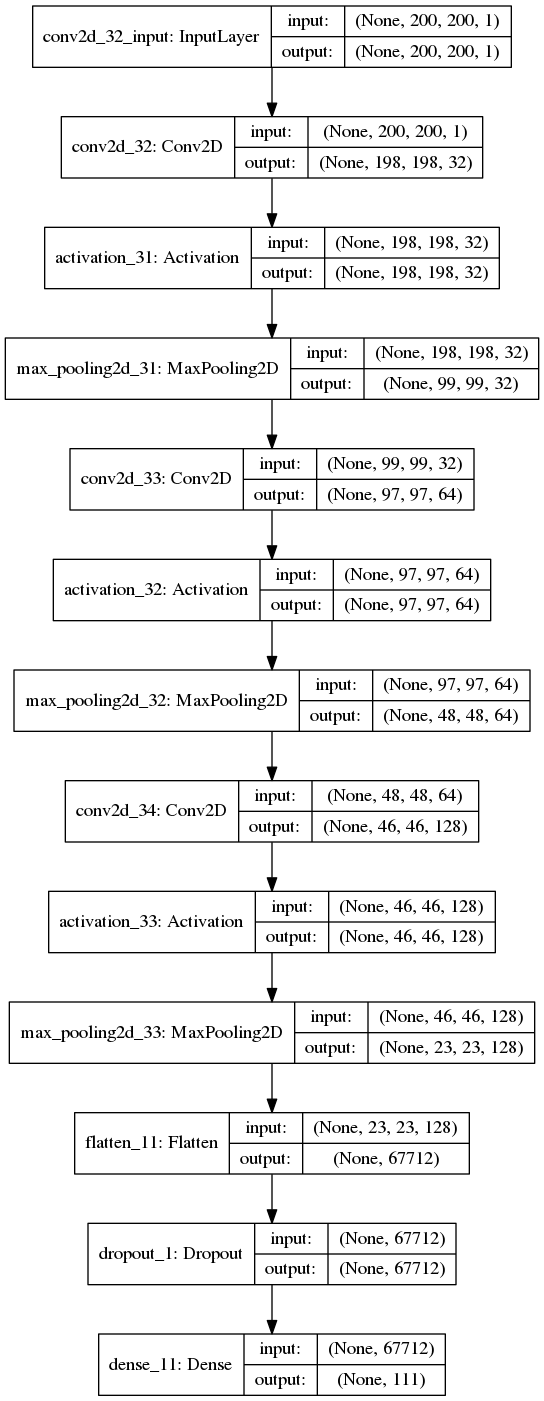 conv2d_32_input: InputLayer
input: (None, 200, 200, 1)
output: (None, 200, 200, 1)
conv2d_32: Conv2D
input: (None, 200, 200, 1)
output: (None, 198, 198, 32)
activation_31: Activation
input: (None, 198, 198, 32)
output: (None, 198, 198, 32)
max_pooling2d_31: MaxPooling2D
input: (None, 198, 198, 32)
output: (None, 99, 99, 32)
conv2d_33: Conv2D
input: (None, 99, 99, 32)
output: (None, 97, 97, 64)
activation_32: Activation
input: (None, 97, 97, 64)
output: (None, 97, 97, 64)
max_pooling2d_32: MaxPooling2D
input: (None, 97, 97, 64)
output: (None, 48, 48, 64)
conv2d_34: Conv2D
input: (None, 48, 48, 64)
output: (None, 46, 46, 128)
activation_33: Activation
input: (None, 46, 46, 128)
output: (None, 46, 46, 128)
max_pooling2d_33: MaxPooling2D
input: (None, 46, 46, 128)
output: (None, 23, 23, 128)
flatten_11: Flatten
input: (None, 23, 23, 128)
output: (None, 67712)
dropout_1: Dropout
input: (None, 67712)
output: (None, 67712)
dense_11: Dense
input: (None, 67712)
output: (None, 111)